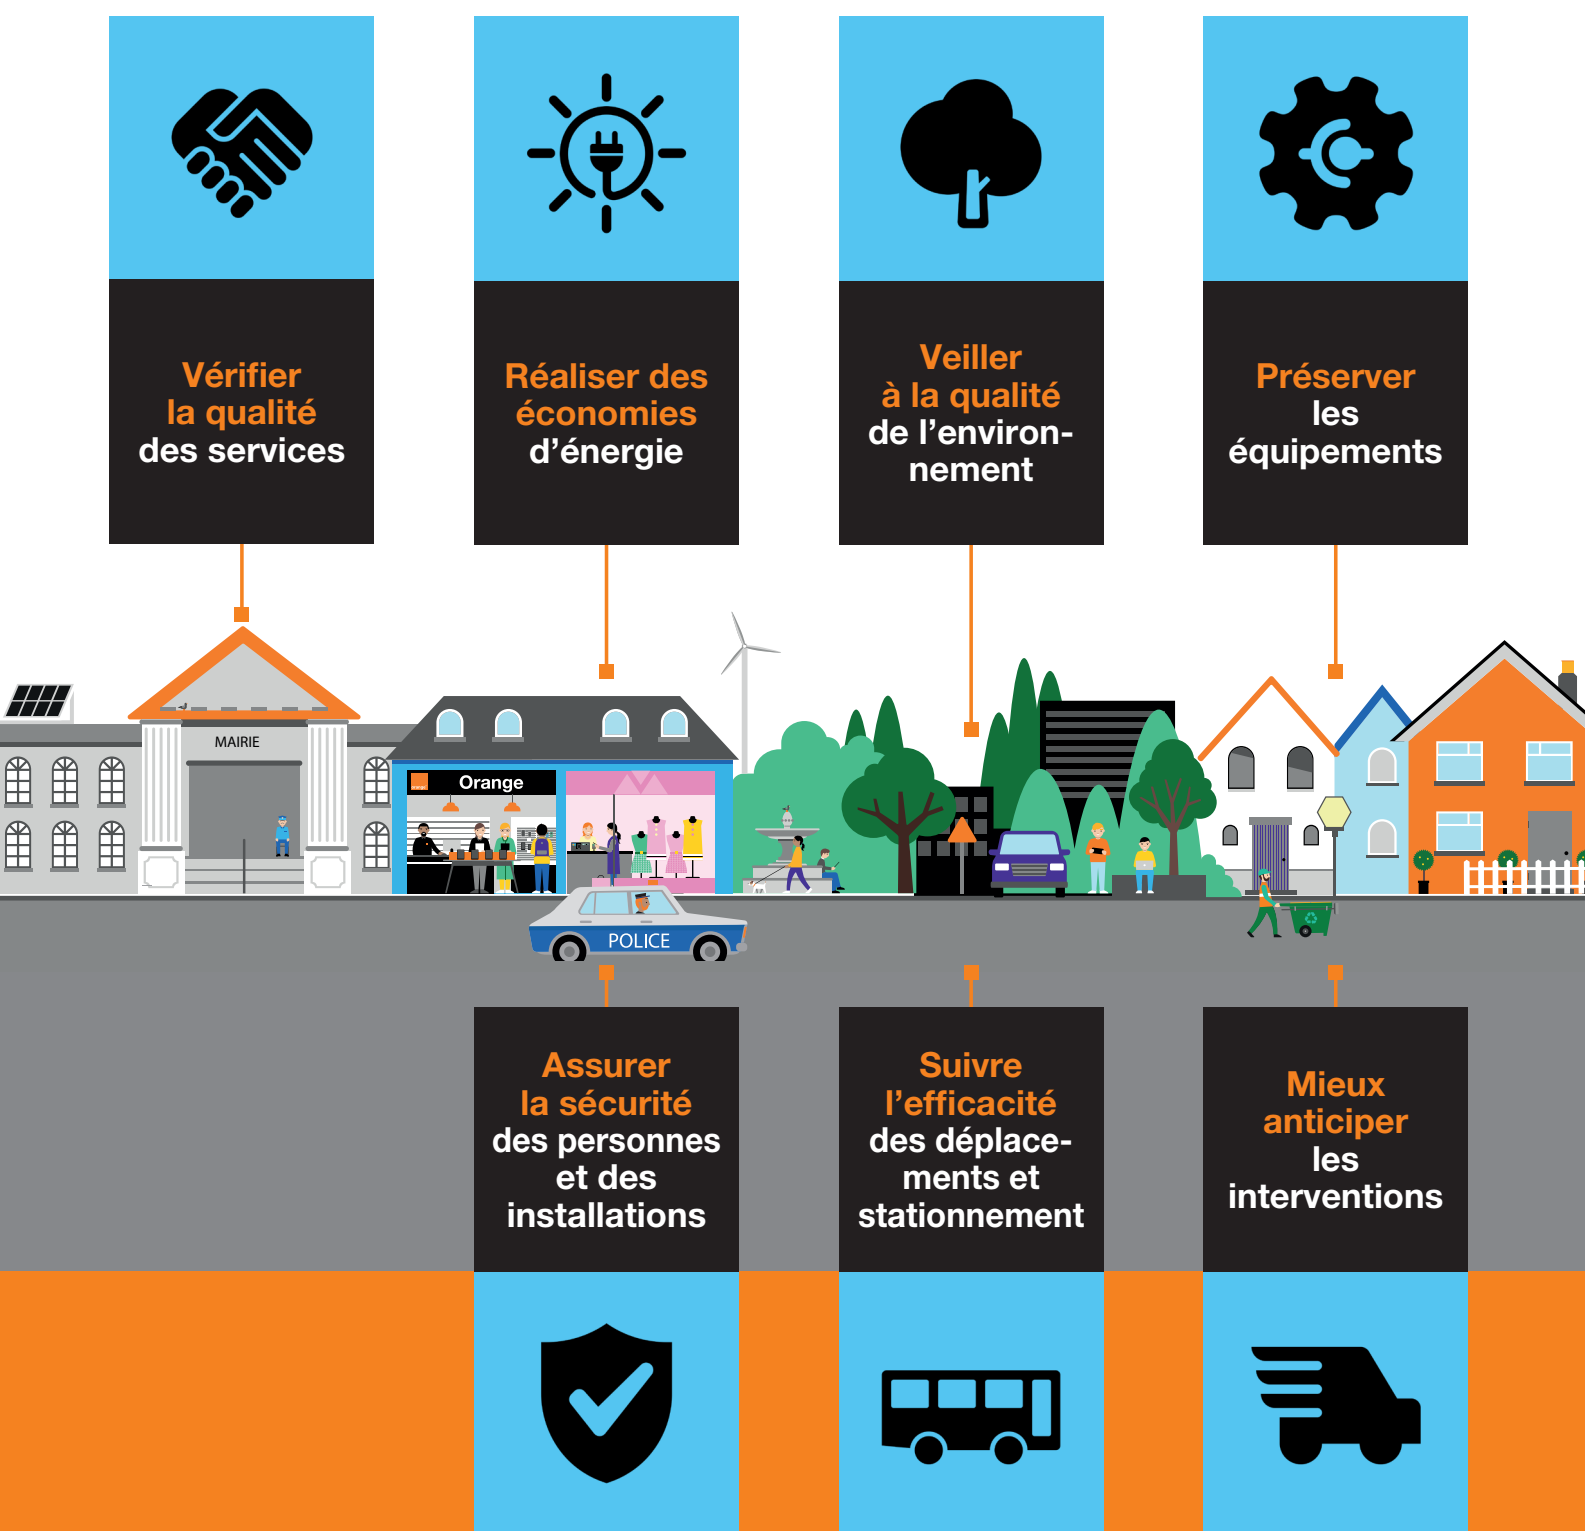 Vérifier
la qualité
des services
Réaliser des
économies
d’énergie
Veiller
à la qualité
de l’environ-
nement
Préserver
les
équipements
MAIRIE
Orange
POLICE
Assurer
la sécurité
des personnes
et des
installations
Suivre
l’efficacité
des déplace-
ments et
stationnement
Mieux
anticiper
les
interventions